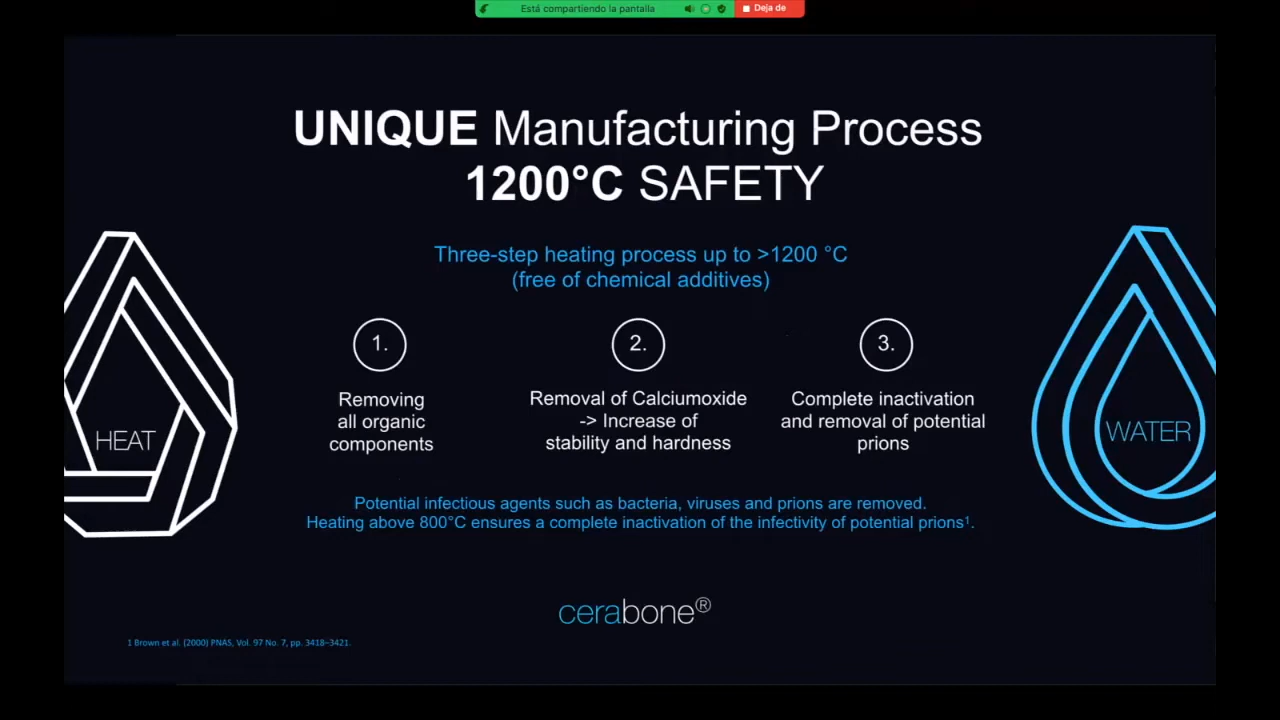 Está compartiendo la pantalla
Deja de
UNIQUE Manufacturing Process
1200°C SAFETY
Three-step heating process up to >1200 °C
(free of chemical additives)
1.
Removing
all organic
components
2.
Removal of Calciumoxide
-> Increase of
stability and hardness
3.
Complete inactivation
and removal of potential
prions
HEAT
WATER
Potential infectious agents such as bacteria, viruses and prions are removed.
Heating above 800°C ensures a complete inactivation of the infectivity of potential prions¹.
cerabone®
1 Brown et al. (2000) PNAS, Vol. 97 No. 7, pp. 3418–3421.